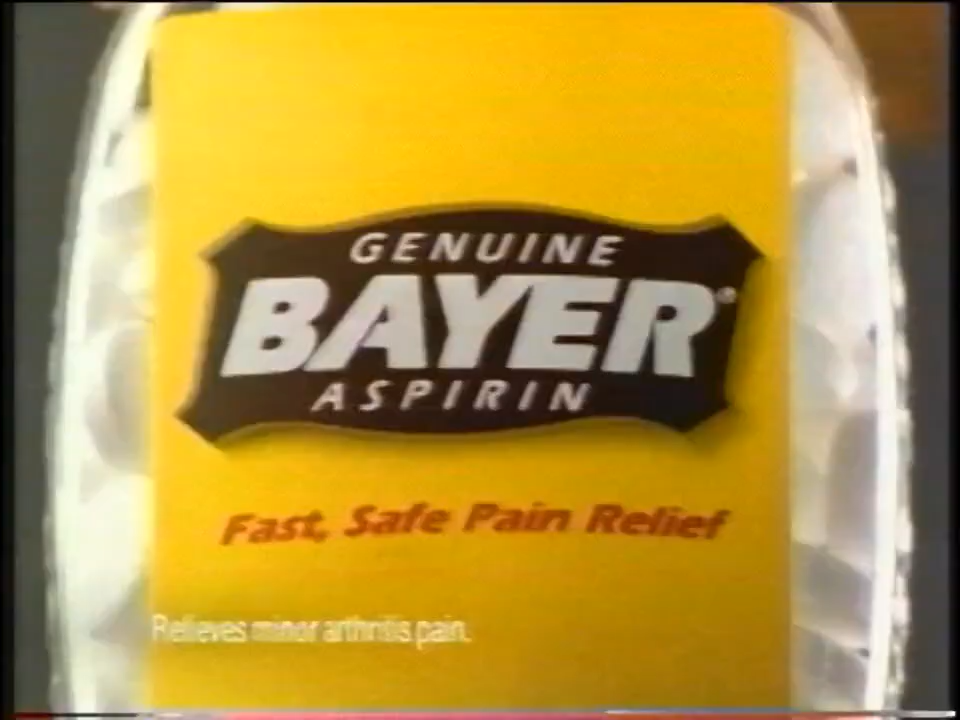 GENUINE
BAYER®
ASPIRIN
Fast, Safe Pain Relief
Relieves minor arthritis pain.